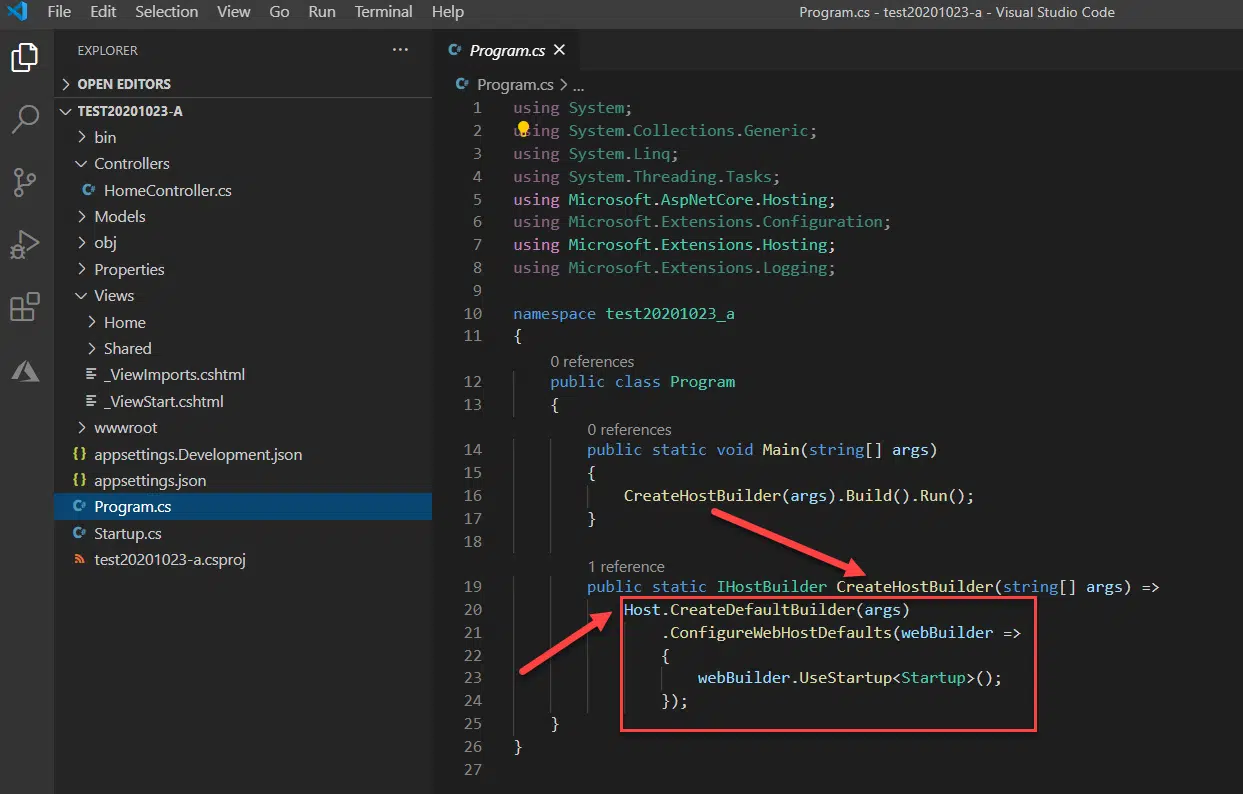 File Edit Selection View Go Run Terminal Help
Program.cs - test20201023-a - Visual Studio Code
EXPLORER
...
OPEN EDITORS
TEST20201023-A
bin
Controllers
HomeController.cs
Models
obj
Properties
Views
Home
Shared
_ViewImports.cshtml
_ViewStart.cshtml
wwwroot
appsettings.Development.json
appsettings.json
Program.cs
Startup.cs
test20201023-a.csproj
Program.cs
Program.cs > ...
1 using System;
2 using System.Collections.Generic;
3 using System.Linq;
4 using System.Threading.Tasks;
5 using Microsoft.AspNetCore.Hosting;
6 using Microsoft.Extensions.Configuration;
7 using Microsoft.Extensions.Hosting;
8 using Microsoft.Extensions.Logging;
9
10 namespace test20201023_a
11 {
0 references
12 public class Program
13 {
0 references
14 public static void Main(string[] args)
15 {
16 CreateHostBuilder(args).Build().Run();
17 }
18
1 reference
19 public static IHostBuilder CreateHostBuilder(string[] args) =>
20 Host.CreateDefaultBuilder(args)
21 .ConfigureWebHostDefaults(webBuilder =>
22 {
23 webBuilder.UseStartup<Startup>();
24 });
25 }
26 }
27